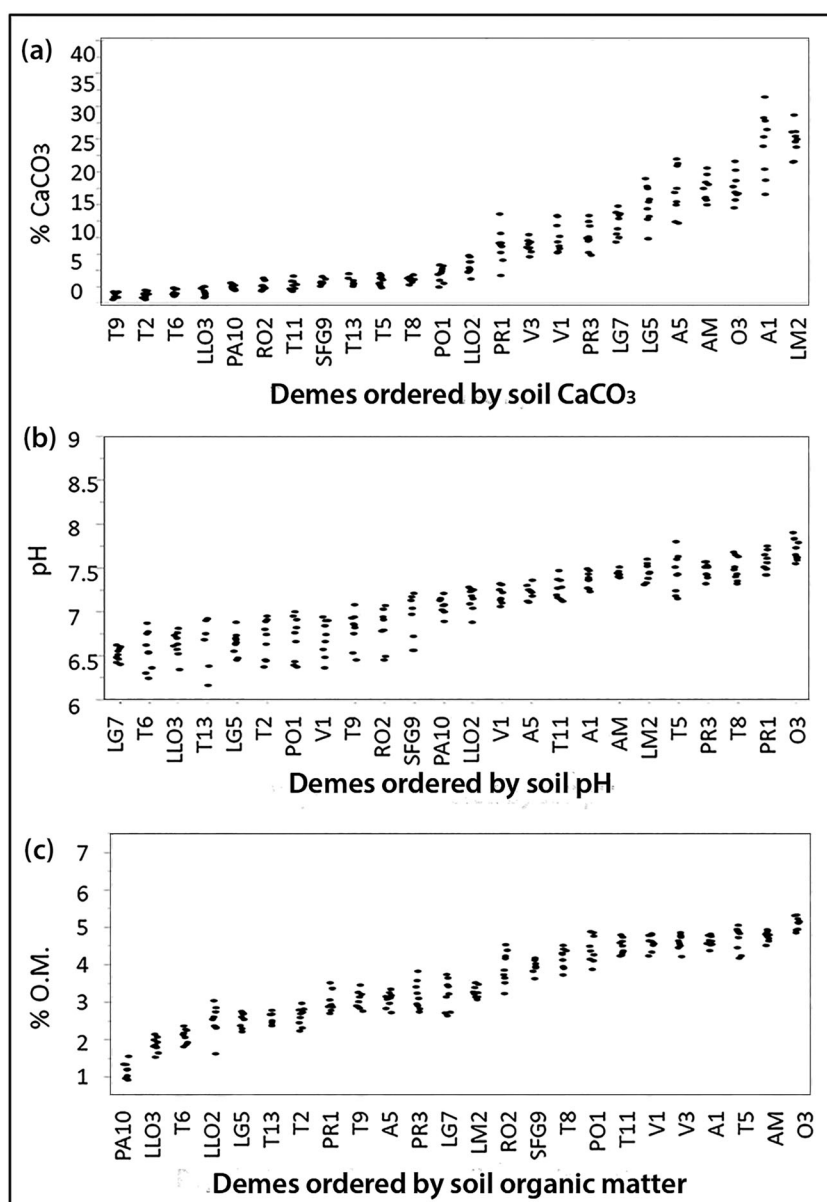 (a)
40
35
30
25
20
15
10
5
0
% CaCO₃
T9 T2 T6 LLO3 PA10 RO2 T11 SFG9 T13 T5 T8 PO1 LLO2 PR1 V3 V1 PR3 LG7 LG5 A5 AM O3 A1 LM2
Demes ordered by soil CaCO₃
(b)
9
8.5
8
7.5
7
6.5
6
pH
LG7 T6 LLO3 T13 LG5 T2 PO1 V1 T9 RO2 SFG9 PA10 LLO2 V1 A5 T11 A1 AM LM2 T5 PR3 T8 PR1 O3
Demes ordered by soil pH
(c)
7
6
5
4
3
2
1
% O.M.
PA10 LLO3 T6 LLO2 LG5 T13 T2 PR1 T9 A5 PR3 LG7 LM2 RO2 SFG9 T8 PO1 T11 V1 V3 A1 T5 AM O3
Demes ordered by soil organic matter